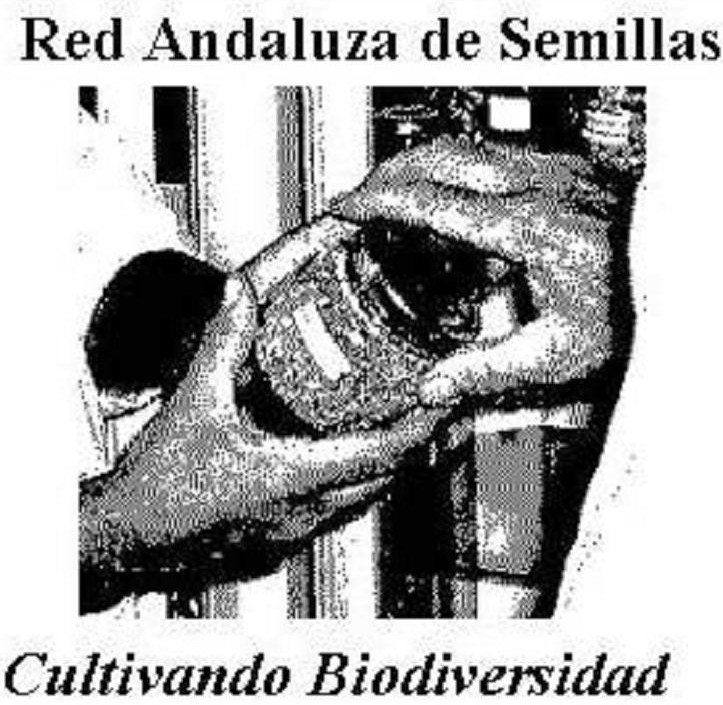 Red Andaluza de Semillas
Cultivando Biodiversidad